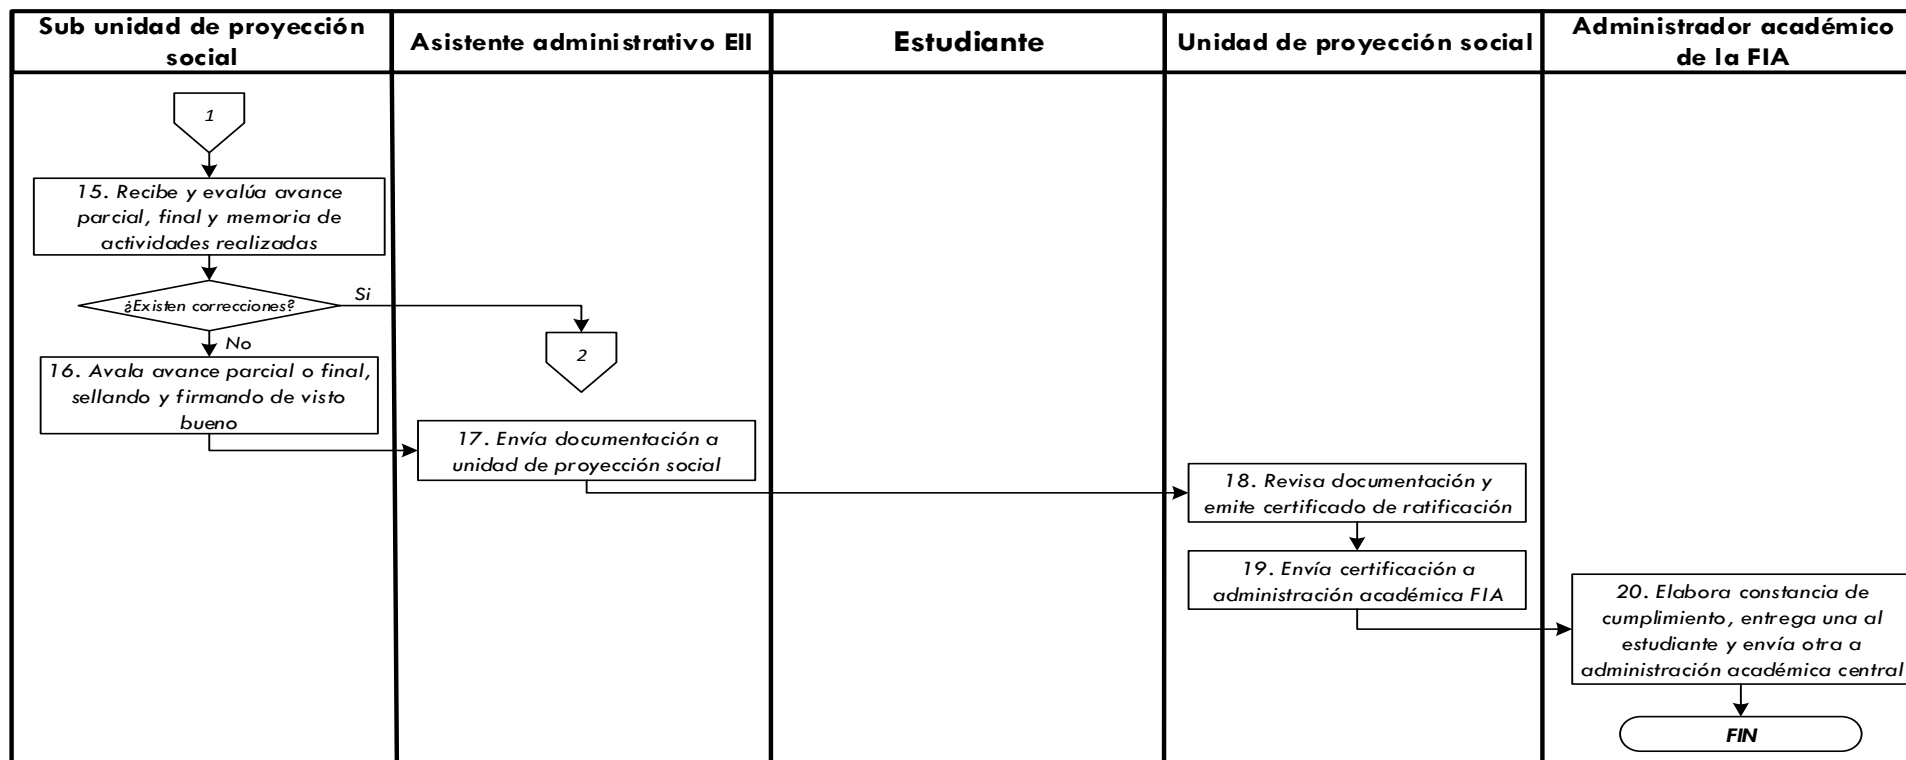 Sub unidad de proyección
social
Asistente administrativo EII
Estudiante
Unidad de proyección social
Administrador académico
de la FIA
1
15. Recibe y evalúa avance
parcial, final y memoria de
actividades realizadas
¿Existen correcciones?
Si
No
2
16. Avala avance parcial o final,
sellando y firmando de visto
bueno
17. Envía documentación a
unidad de proyección social
18. Revisa documentación y
emite certificado de ratificación
19. Envía certificación a
administración académica FIA
20. Elabora constancia de
cumplimiento, entrega una al
estudiante y envía otra a
administración académica central
FIN